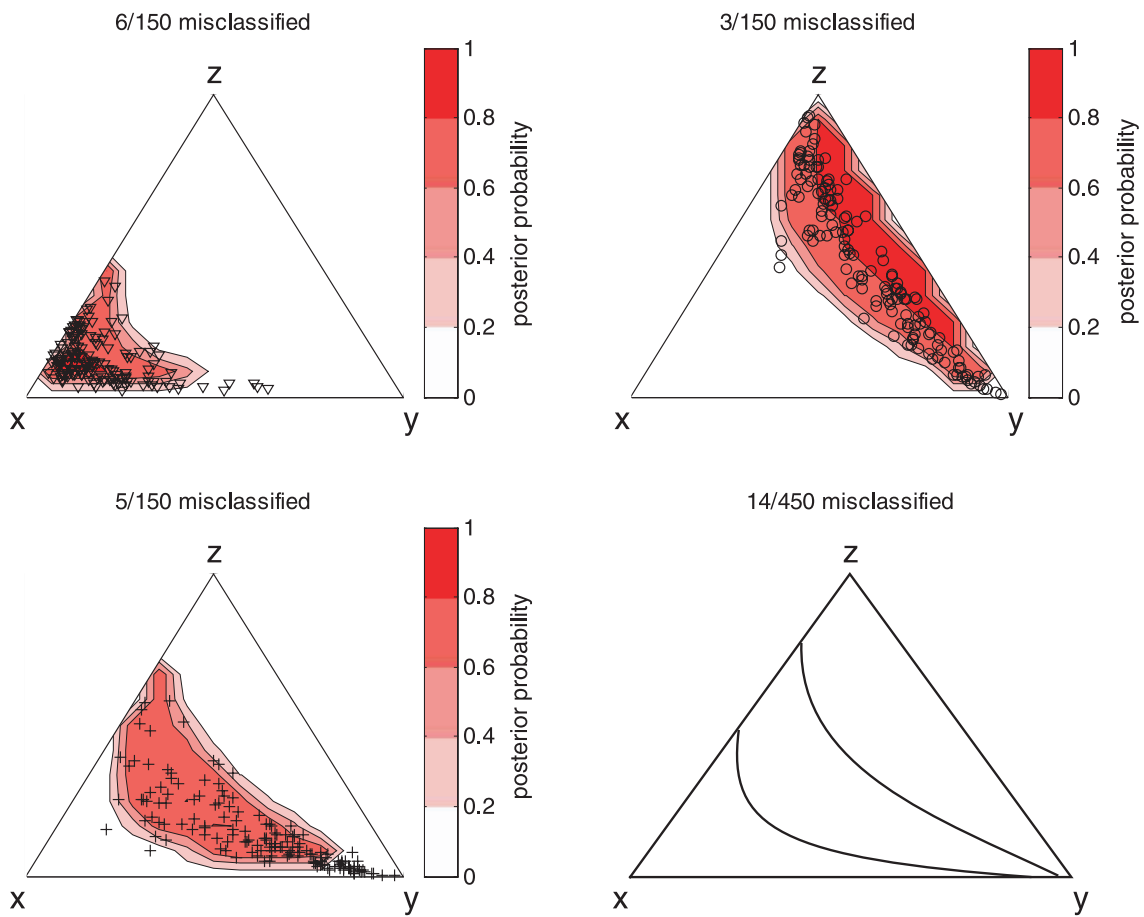 6/150 misclassified
z
x
y
1
0.8
0.6
0.4
0.2
0
posterior probability
3/150 misclassified
z
x
y
1
0.8
0.6
0.4
0.2
0
posterior probability
5/150 misclassified
z
x
y
1
0.8
0.6
0.4
0.2
0
posterior probability
14/450 misclassified
z
x
y